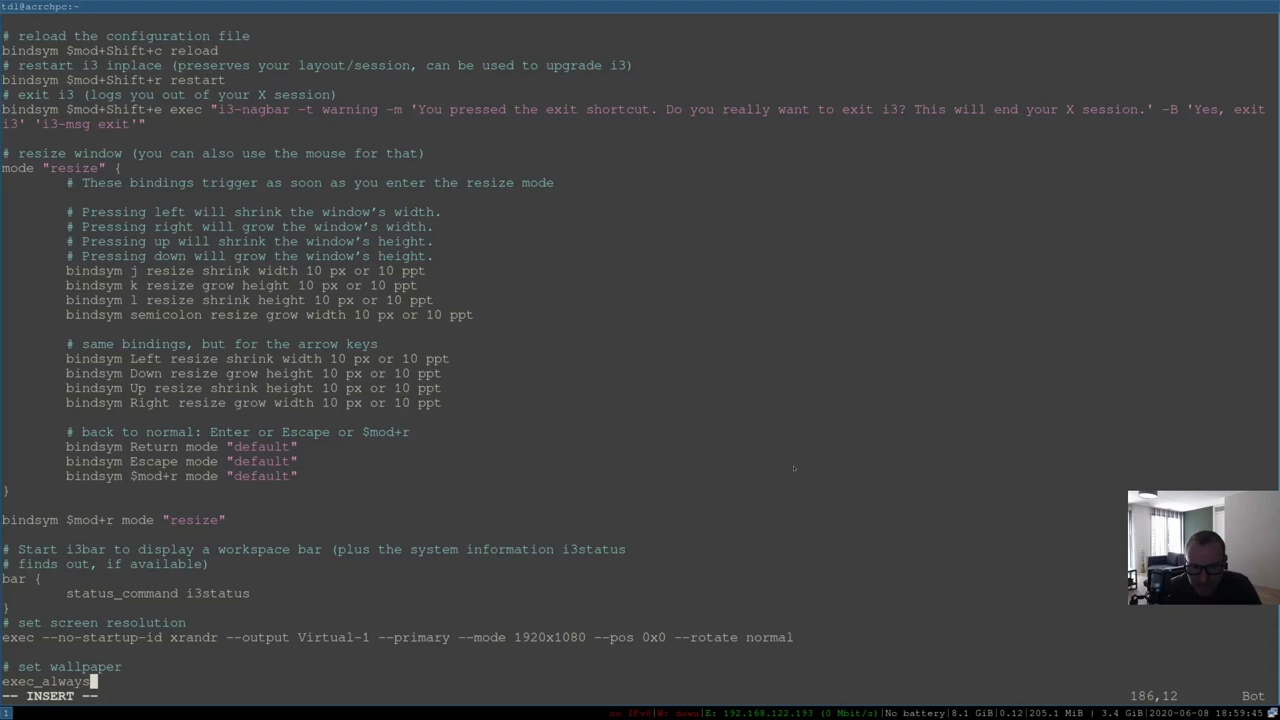 tdl@acrchpc:~
# reload the configuration file
bindsym $mod+Shift+c reload
# restart i3 inplace (preserves your layout/session, can be used to upgrade i3)
bindsym $mod+Shift+r restart
# exit i3 (logs you out of your X session)
bindsym $mod+Shift+e exec "i3-nagbar -t warning -m 'You pressed the exit shortcut. Do you really want to exit i3? This will end your X session.' -B 'Yes, exit
i3' 'i3-msg exit'"
# resize window (you can also use the mouse for that)
mode "resize" {
# These bindings trigger as soon as you enter the resize mode
# Pressing left will shrink the window's width.
# Pressing right will grow the window's width.
# Pressing up will shrink the window's height.
# Pressing down will grow the window's height.
bindsym j resize shrink width 10 px or 10 ppt
bindsym k resize grow height 10 px or 10 ppt
bindsym l resize shrink height 10 px or 10 ppt
bindsym semicolon resize grow width 10 px or 10 ppt
# same bindings, but for the arrow keys
bindsym Left resize shrink width 10 px or 10 ppt
bindsym Down resize grow height 10 px or 10 ppt
bindsym Up resize shrink height 10 px or 10 ppt
bindsym Right resize grow width 10 px or 10 ppt
# back to normal: Enter or Escape or $mod+r
bindsym Return mode "default"
bindsym Escape mode "default"
bindsym $mod+r mode "default"
}
bindsym $mod+r mode "resize"
# Start i3bar to display a workspace bar (plus the system information i3status
# finds out, if available)
bar {
status_command i3status
}
# set screen resolution
exec --no-startup-id xrandr --output Virtual-1 --primary --mode 1920x1080 --pos 0x0 --rotate normal
# set wallpaper
exec_always
-- INSERT -- 186,12 Bot
1 no IPv6|W: down|E: 192.168.122.193 (0 Mbit/s)|No battery|8.1 GiB|0.12|205.1 MiB | 3.4 GiB|2020-06-08 18:59:45